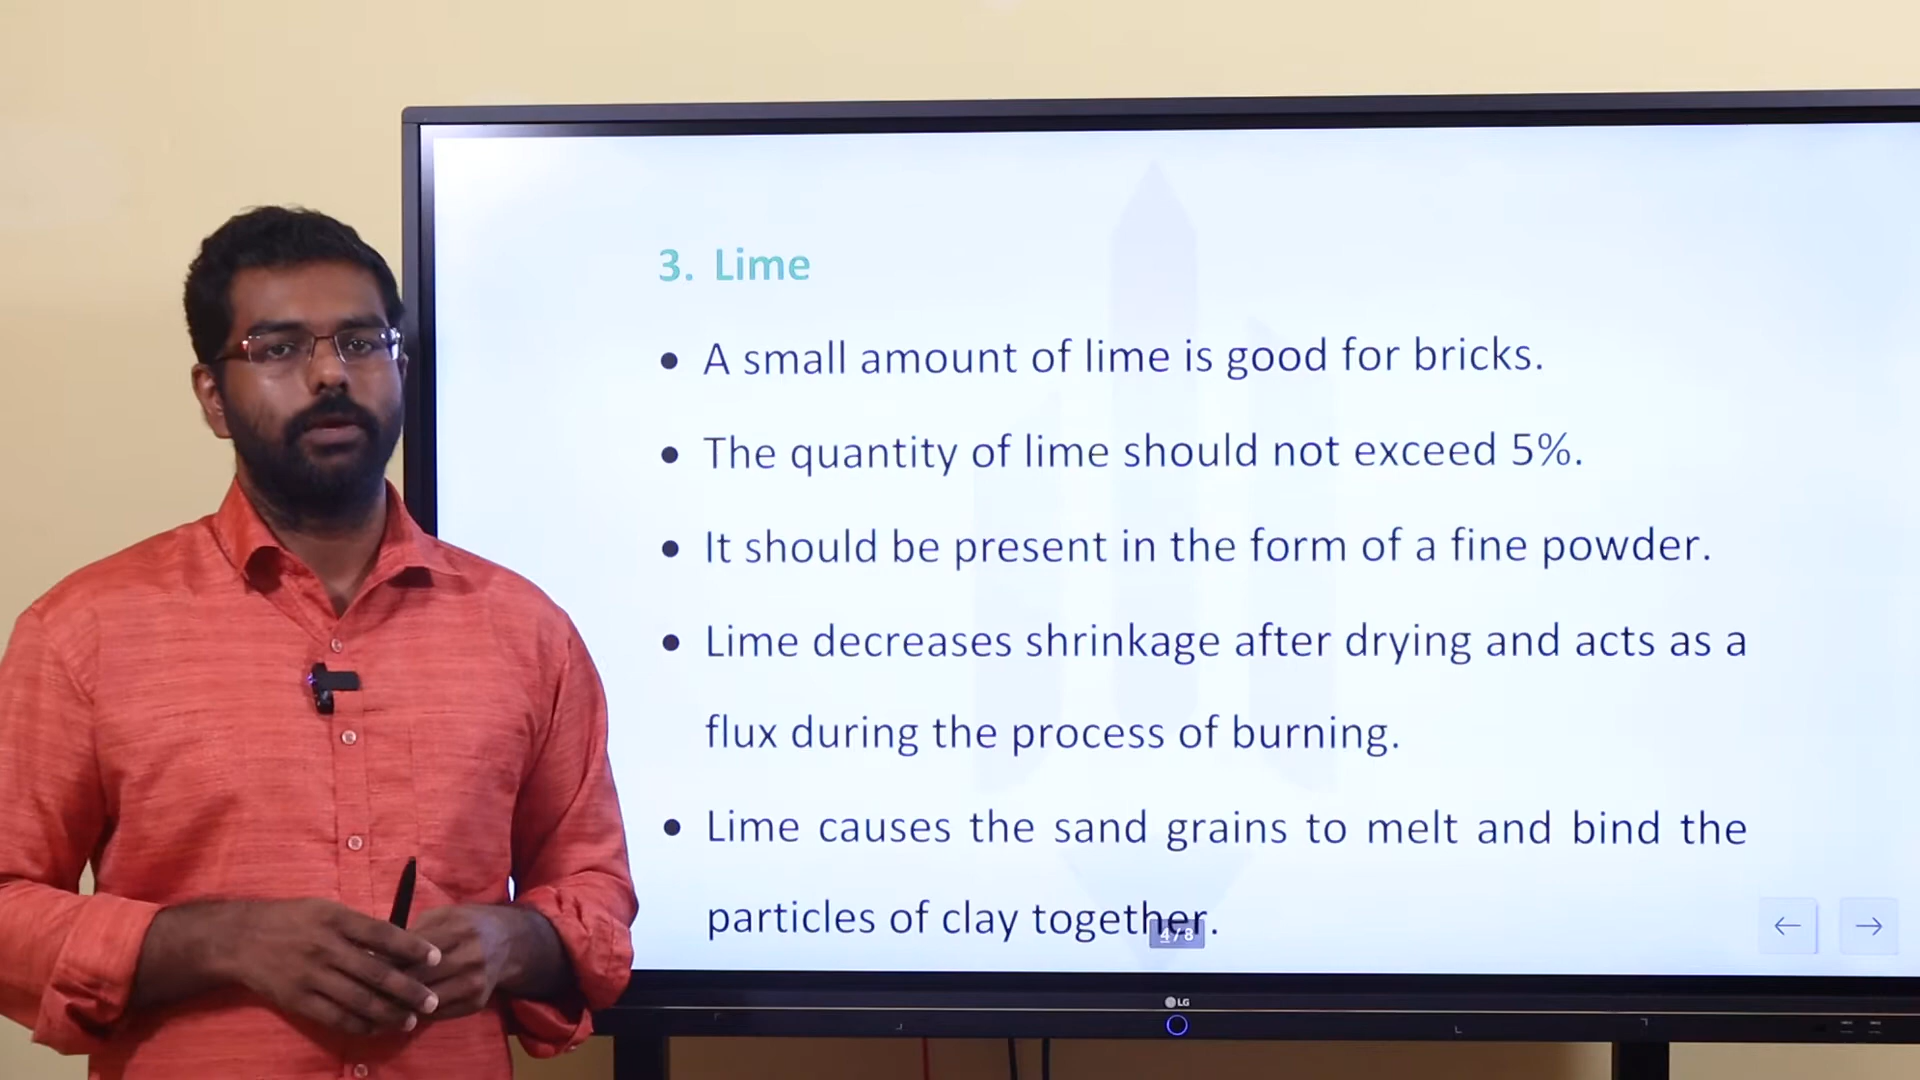 3. Lime
• A small amount of lime is good for bricks.
• The quantity of lime should not exceed 5%.
• It should be present in the form of a fine powder.
• Lime decreases shrinkage after drying and acts as a
flux during the process of burning.
• Lime causes the sand grains to melt and bind the
particles of clay together.
4 / 8
LG